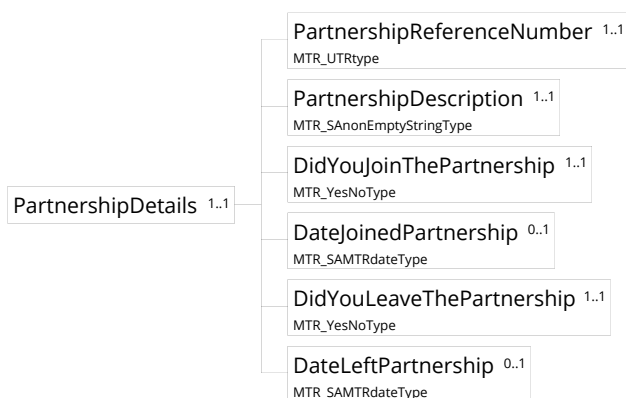 PartnershipReferenceNumber 1..1
MTR_UTRtype
PartnershipDescription 1..1
MTR_SAnonEmptyStringType
DidYouJoinThePartnership 1..1
MTR_YesNoType
PartnershipDetails 1..1
DateJoinedPartnership 0..1
MTR_SAMTRdateType
DidYouLeaveThePartnership 1..1
MTR_YesNoType
DateLeftPartnership 0..1
MTR_SAMTRdateType